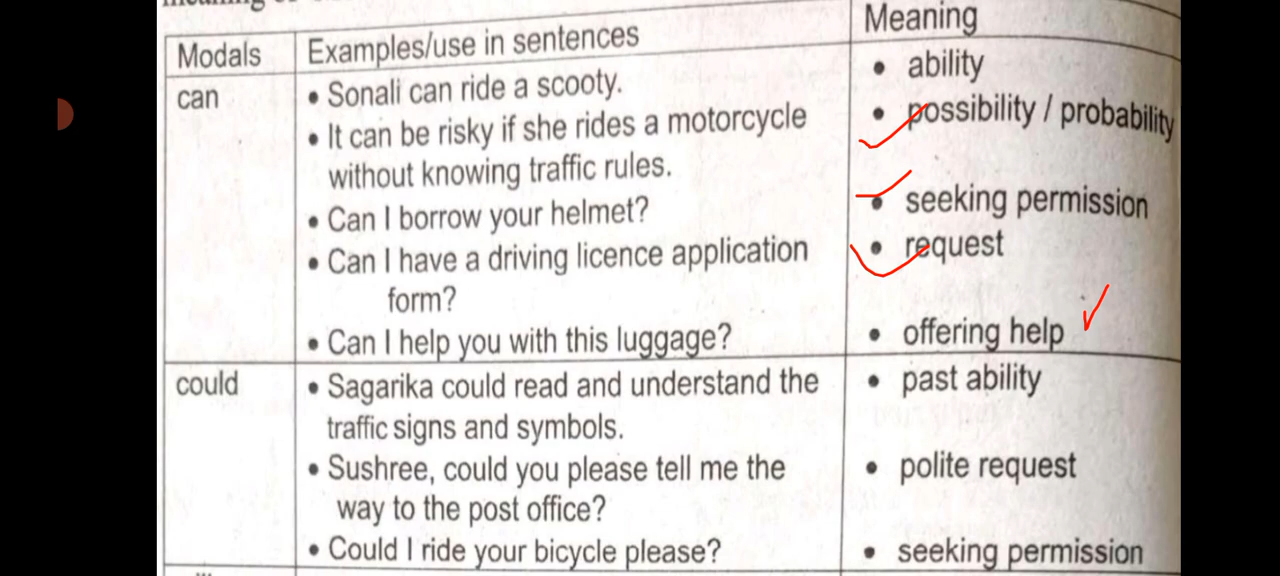 Modals Examples/use in sentences Meaning
can • Sonali can ride a scooty. • ability
• It can be risky if she rides a motorcycle • possibility / probability
without knowing traffic rules.
• Can I borrow your helmet? • seeking permission
• Can I have a driving licence application • request
form?
• Can I help you with this luggage? • offering help
could • Sagarika could read and understand the • past ability
traffic signs and symbols.
• Sushree, could you please tell me the • polite request
way to the post office?
• Could I ride your bicycle please? • seeking permission